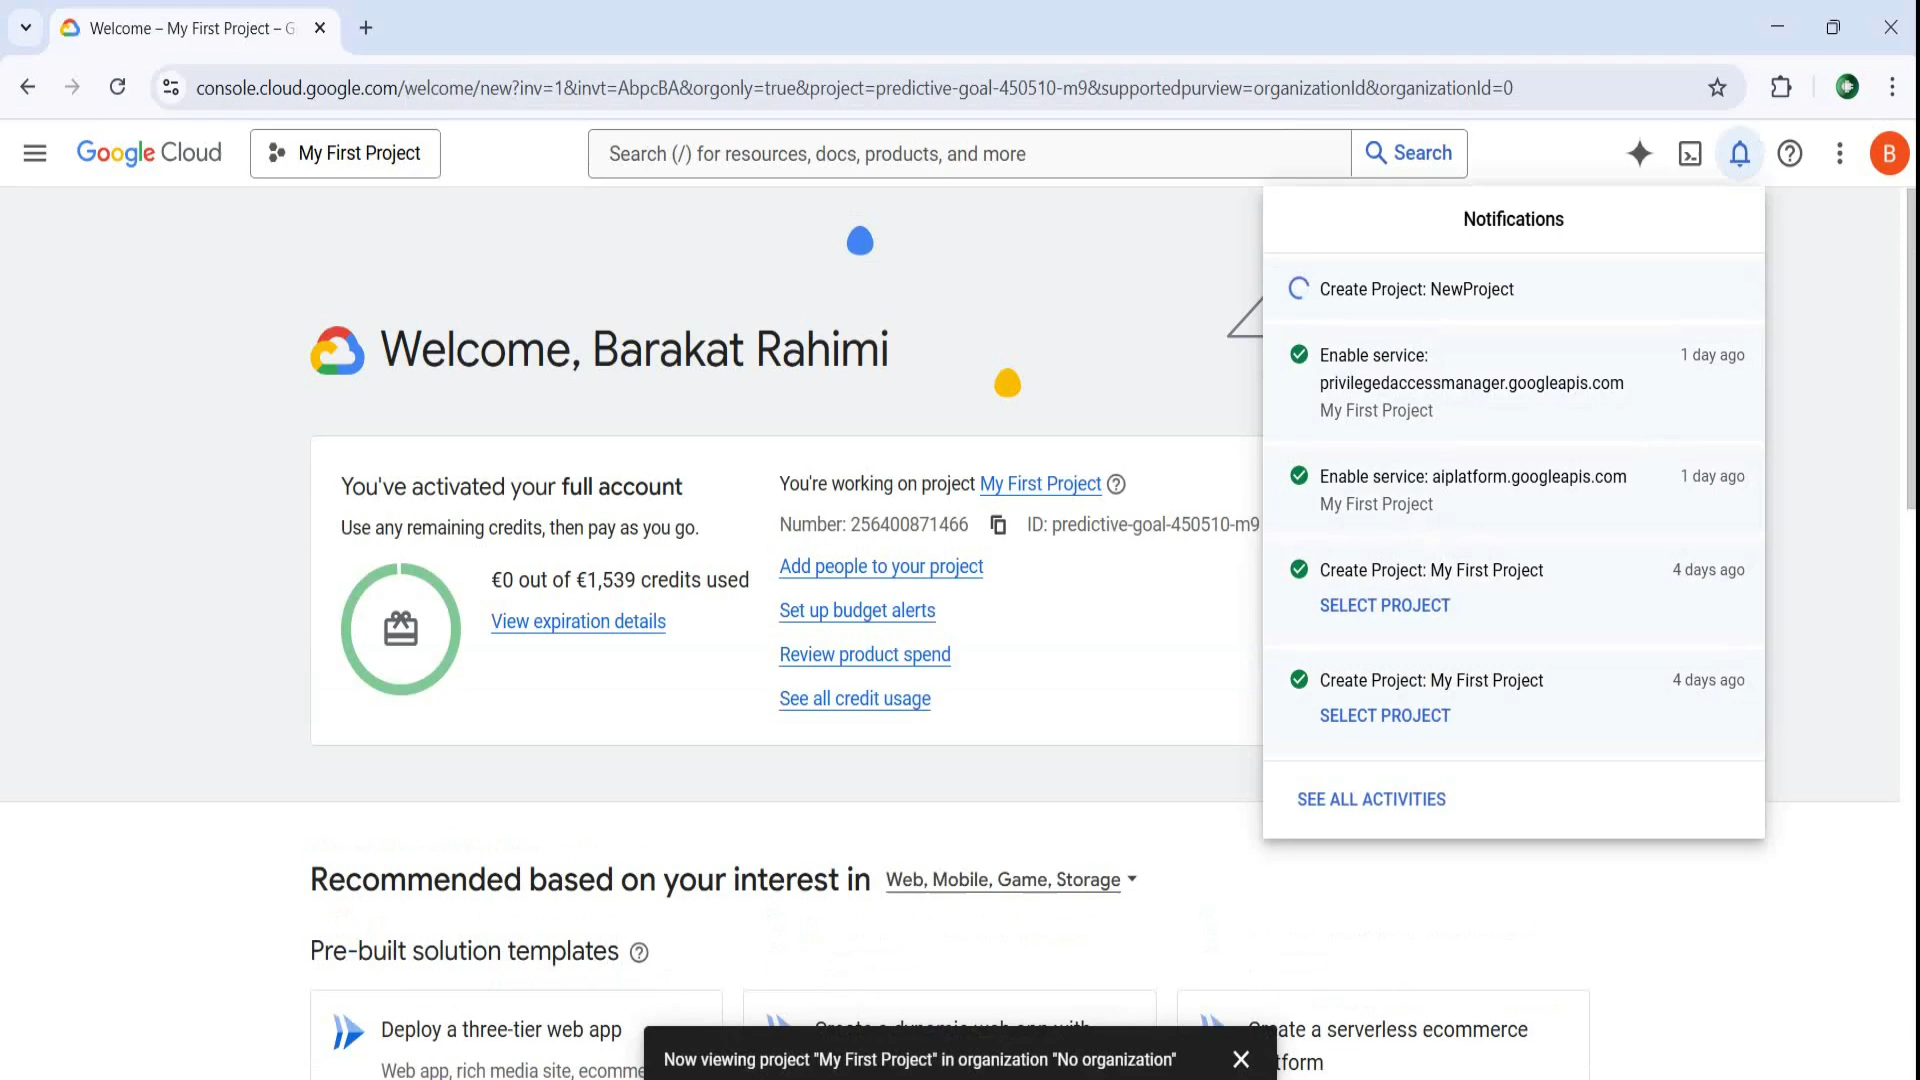 Welcome – My First Project – G
console.cloud.google.com/welcome/new?inv=1&invt=AbpcBA&orgonly=true&project=predictive-goal-450510-m9&supportedpurview=organizationId&organizationId=0
Google Cloud
My First Project
Search (/) for resources, docs, products, and more
Search
B
Notifications
Create Project: NewProject
Enable service:
1 day ago
privilegedaccessmanager.googleapis.com
My First Project
Enable service: aiplatform.googleapis.com
1 day ago
My First Project
Create Project: My First Project
4 days ago
SELECT PROJECT
Create Project: My First Project
4 days ago
SELECT PROJECT
SEE ALL ACTIVITIES
Welcome, Barakat Rahimi
You've activated your full account
Use any remaining credits, then pay as you go.
€0 out of €1,539 credits used
View expiration details
You're working on project My First Project
Number: 256400871466
ID: predictive-goal-450510-m9
Add people to your project
Set up budget alerts
Review product spend
See all credit usage
Recommended based on your interest in Web, Mobile, Game, Storage
Pre-built solution templates
Deploy a three-tier web app
Web app, rich media site, ecomme
Create a serverless ecommerce
tform
Now viewing project "My First Project" in organization "No organization"